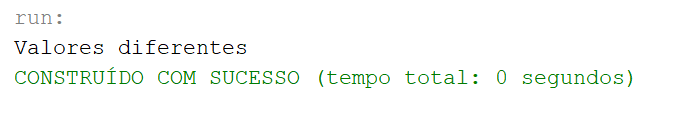 run:
Valores diferentes
CONSTRUÍDO COM SUCESSO (tempo total: 0 segundos)